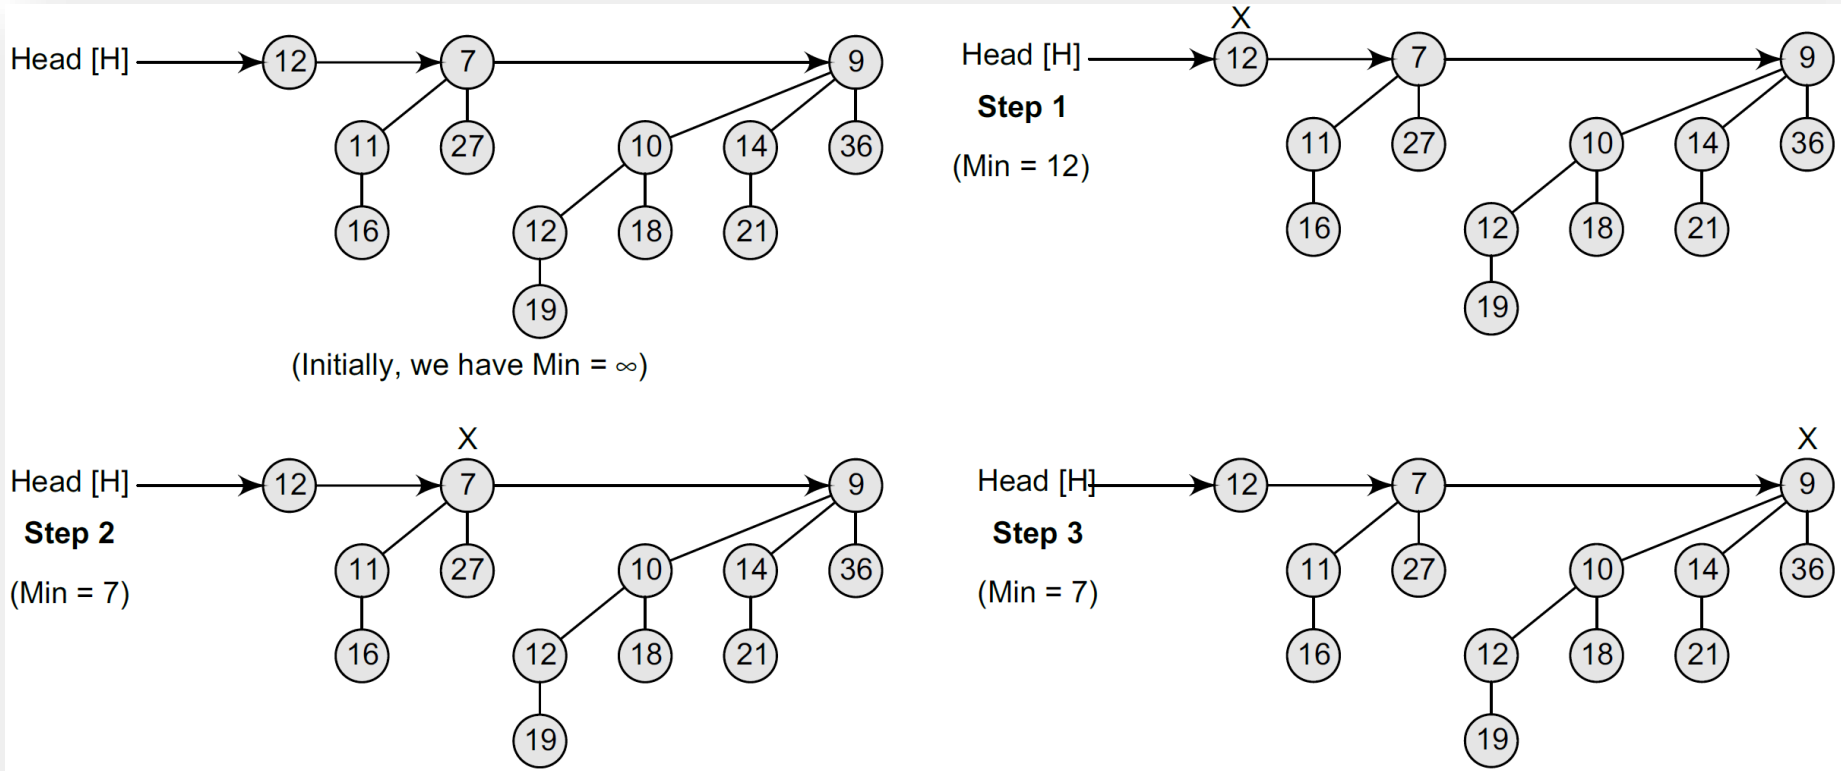 Head [H] 12 7 9
11 27 10 14 36
16 12 18 21
19
(Initially, we have Min = ∞)
X
Head [H] 12 7 9
Step 1
11 27 10 14 36
(Min = 12)
16 12 18 21
19
X
Head [H] 12 7 9
Step 2
11 27 10 14 36
(Min = 7)
16 12 18 21
19
X
Head [H] 12 7 9
Step 3
11 27 10 14 36
(Min = 7)
16 12 18 21
19